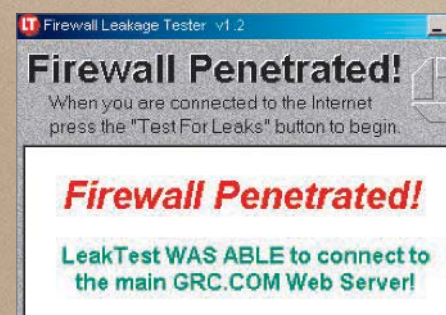 LT Firewall Leakage Tester v1.2
Firewall Penetrated!
When you are connected to the Internet
press the "Test For Leaks" button to begin.
Firewall Penetrated!
LeakTest WAS ABLE to connect to
the main GRC.COM Web Server!